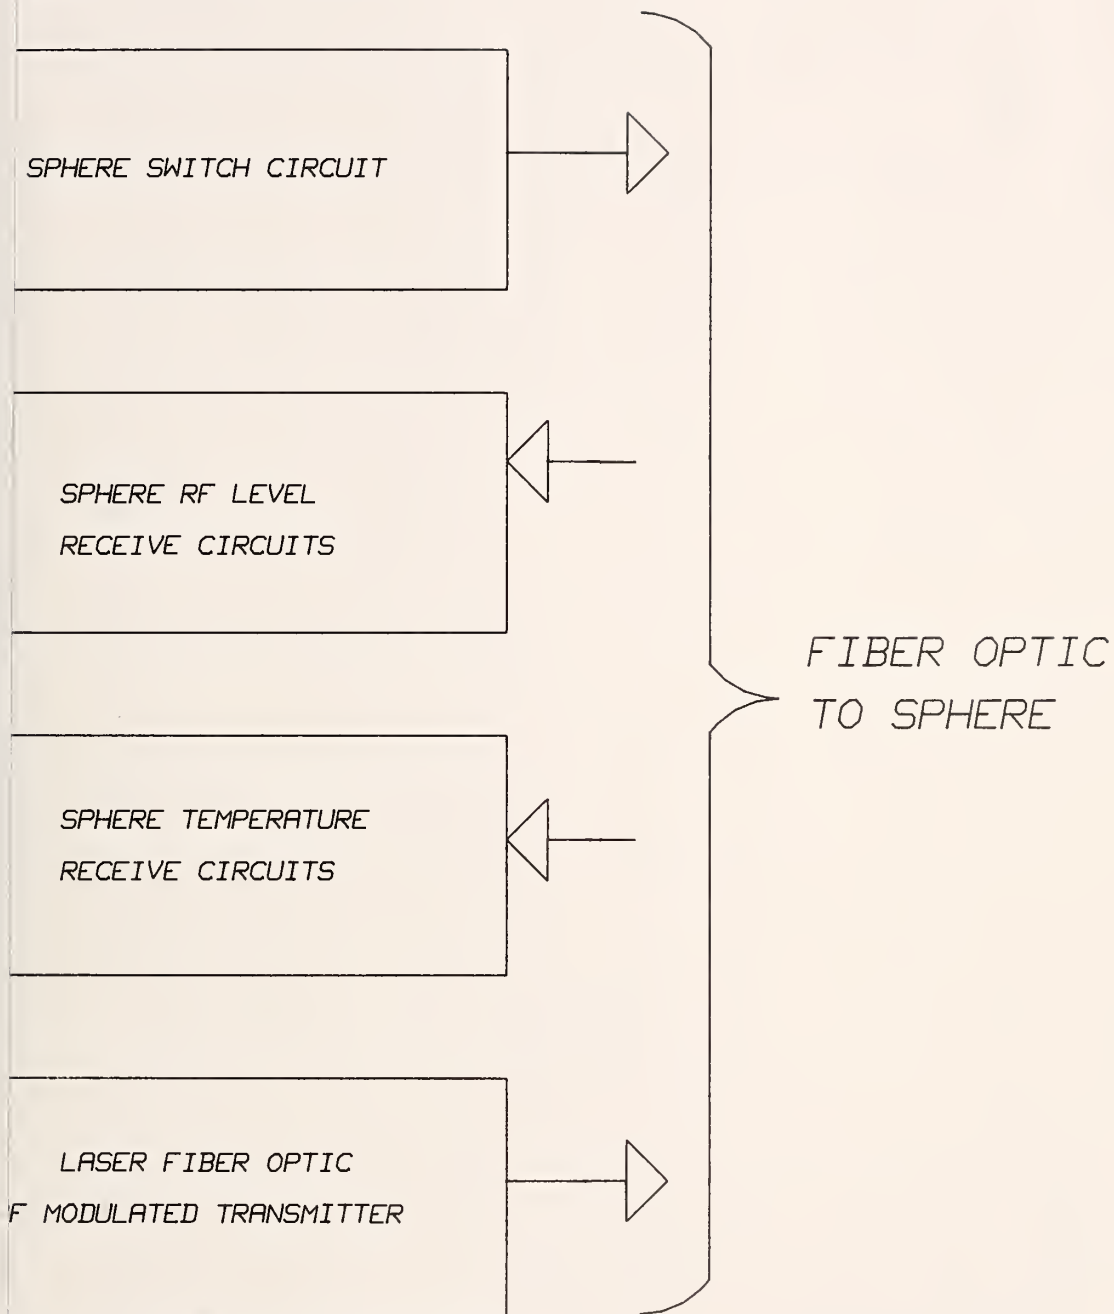 SPHERE SWITCH CIRCUIT
SPHERE RF LEVEL
RECEIVE CIRCUITS
FIBER OPTIC
TO SPHERE
SPHERE TEMPERATURE
RECEIVE CIRCUITS
LASER FIBER OPTIC
F MODULATED TRANSMITTER